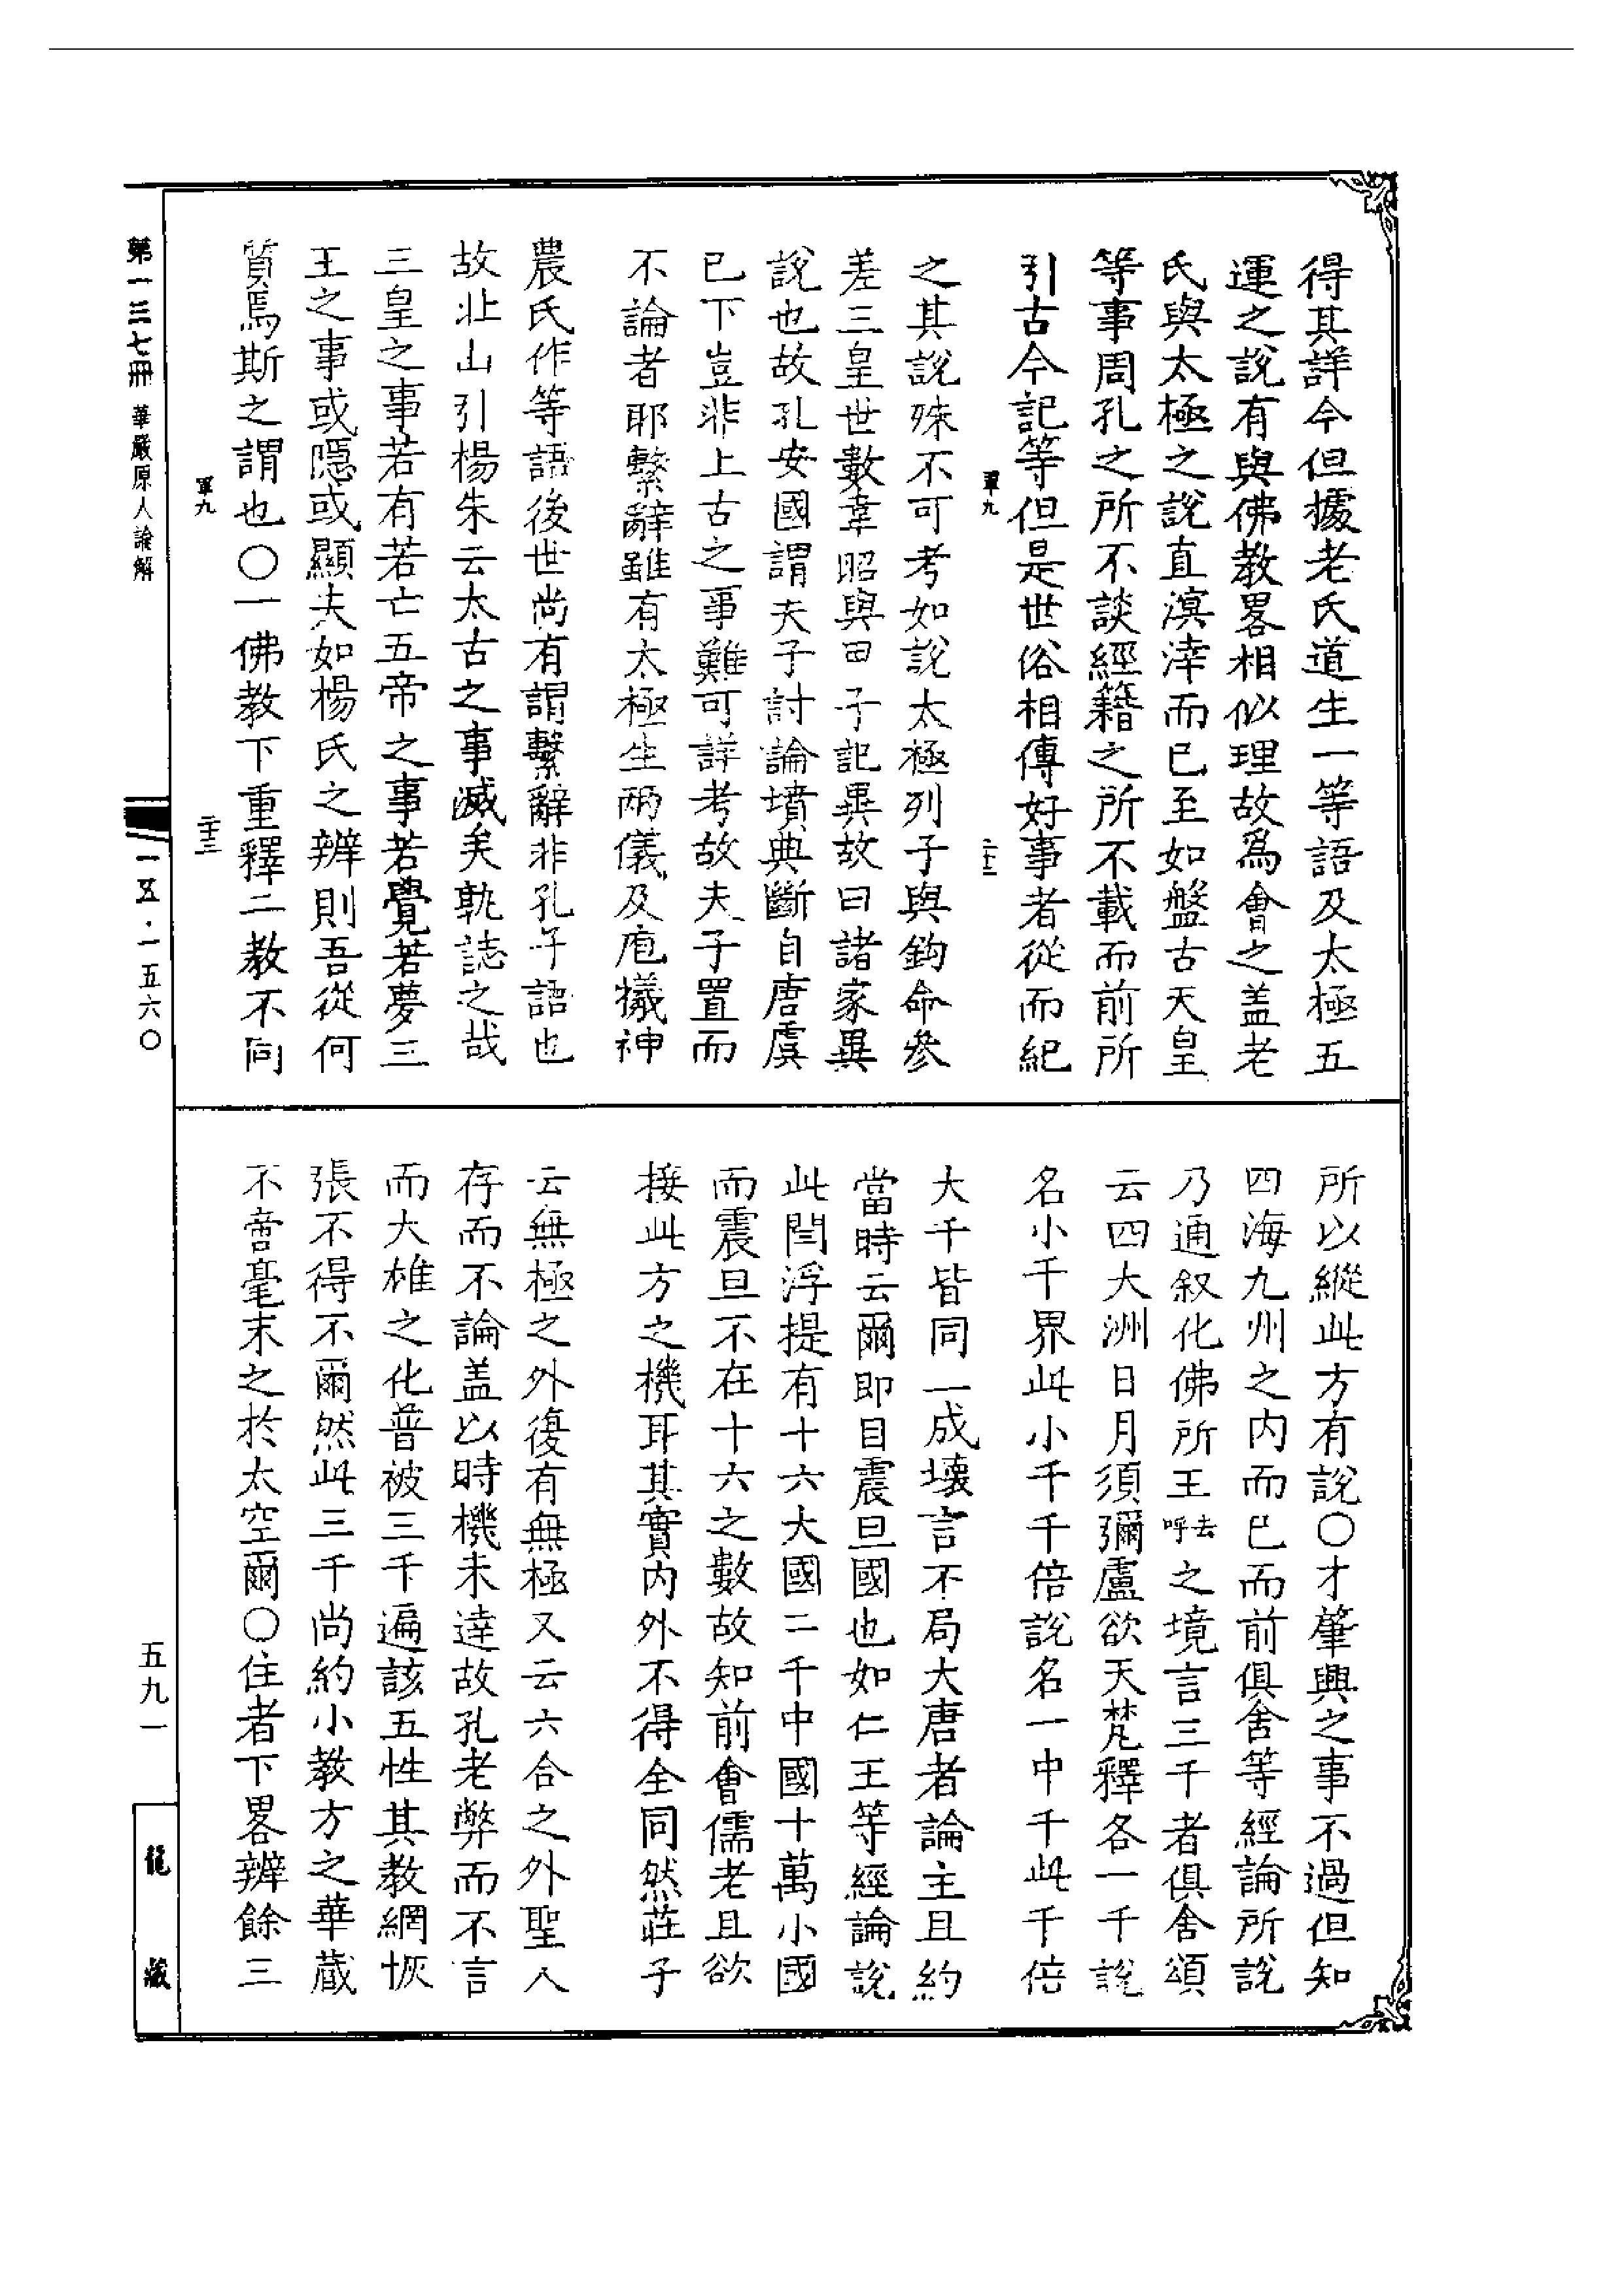 得其詳今但據老氏道生一等語及太極五
運之說有與佛教畧相似理故爲會之盖老
氏與太極之說直溟涬而已至如盤古天皇
等事周孔之所不談經籍之所不載而前所
引古今記等但是世俗相傳好事者從而紀
軍九
之其說殊不可考如說太極列子與鈎命參
差三皇世數韋昭與田子記異故曰諸家異
說也故孔安國謂夫子討論墳典斷自唐虞
已下豈非上古之事難可詳考故夫子置而
不論者耶繫辭雖有太極生兩儀及庖犧神
農氏作等語後世尚有謂繫辭非孔子語也
故北山引楊朱云太古之事滅矣孰誌之哉
三皇之事若有若亡五帝之事若覺若夢三
王之事或隱或顯夫如楊氏之辨則吾從何
質焉斯之謂也〇一佛教下重釋二教不同
軍九
所以縱此方有說〇才肇興之事不過但知
四海九州之內而已而前俱舍等經論所說
乃通叙化佛所王去呼之境言三千者俱舍頌
云四大洲日月須彌盧欲天梵釋各一千說
名小千界此小千千倍說名一中千此千倍
大千皆同一成壞言不局大唐者論主且約
當時云爾即目震旦國也如仁王等經論說
此閻浮提有十六大國二千中國十萬小國
而震旦不在十六之數故知前會儒老且欲
接此方之機耳其實內外不得全同然莊子
云無極之外復有無極又云六合之外聖人
存而不論盖以時機未達故孔老弊而不言
而大雄之化普被三千遍該五性其教網恢
張不得不爾然此三千尚約小教方之華藏
不啻毫末之於太空爾〇住者下畧辨餘三
第一三七冊 華嚴原人論解
一五·一五六〇
五九一
龍藏